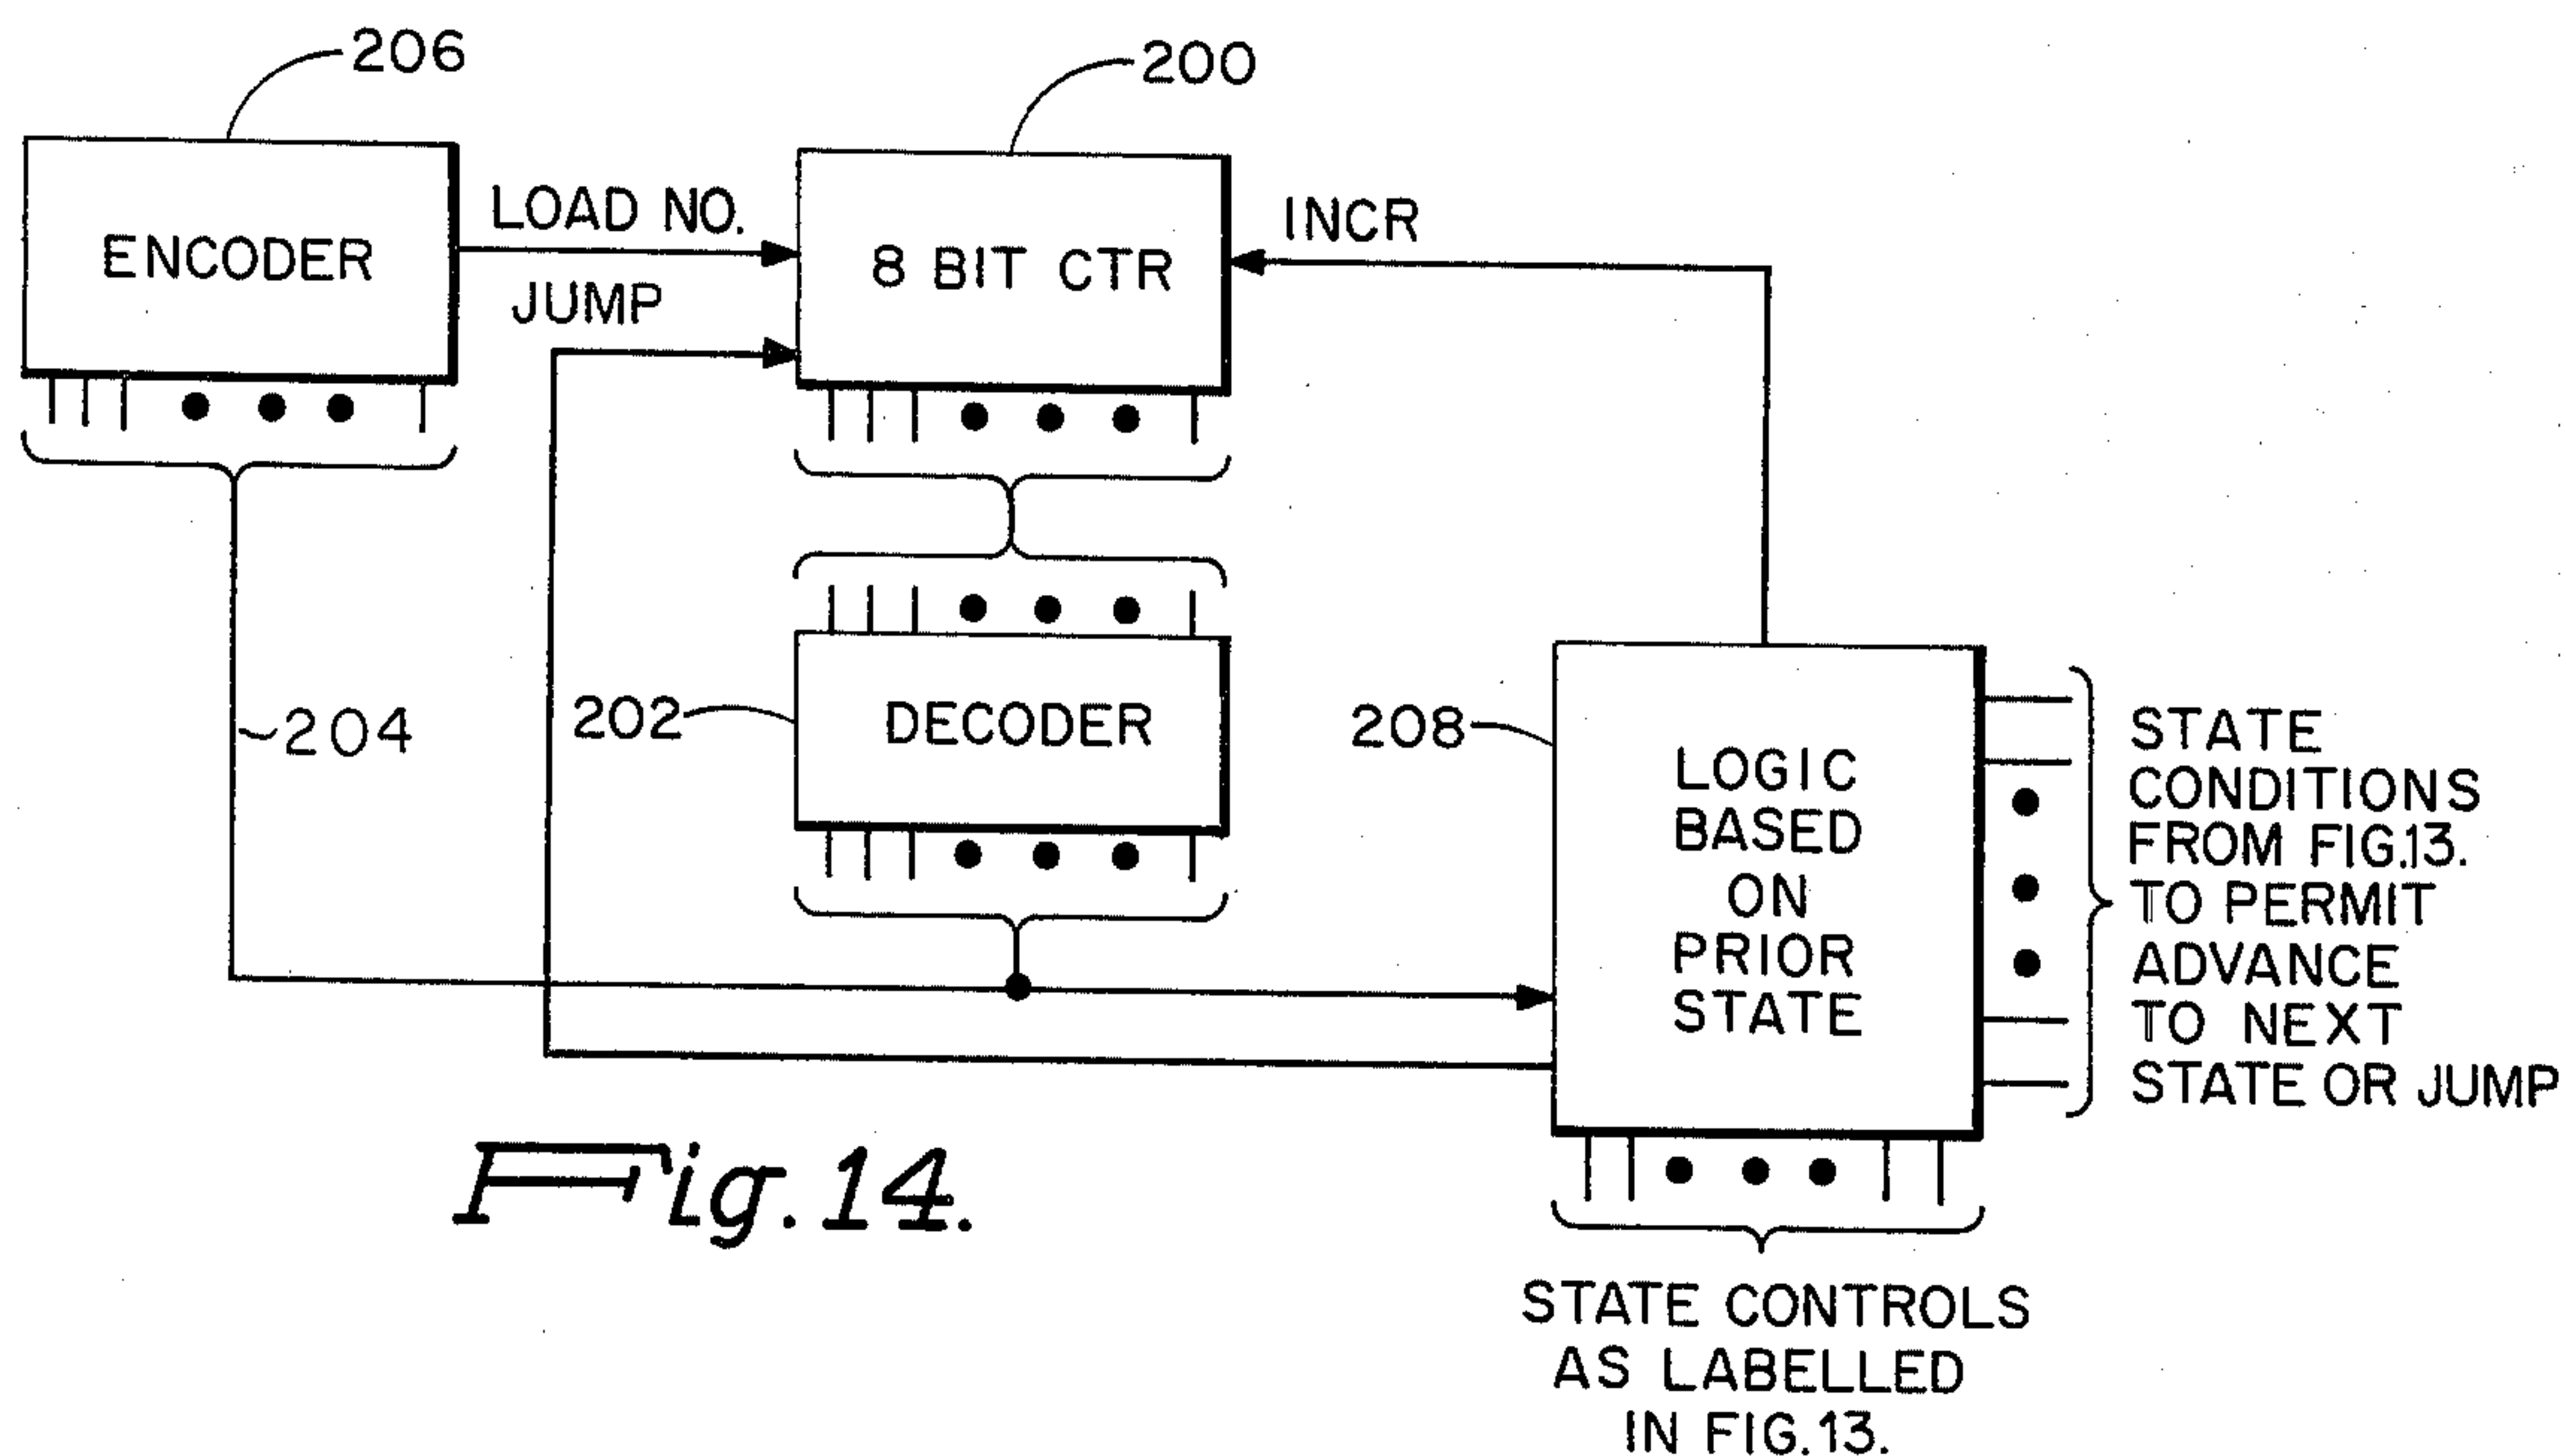 206
200
ENCODER
LOAD NO.
JUMP
8 BIT CTR
INCR
204
202
DECODER
208
LOGIC
BASED
ON
PRIOR
STATE
STATE
CONDITIONS
FROM FIG.13.
TO PERMIT
ADVANCE
TO NEXT
STATE OR JUMP
STATE CONTROLS
AS LABELLED
IN FIG.13.
Fig. 14.